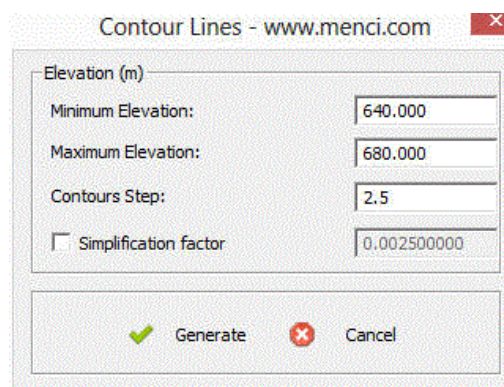 Contour Lines - www.menci.com
Elevation (m)
Minimum Elevation: 640.000
Maximum Elevation: 680.000
Contours Step: 2.5
Simplification factor 0.002500000
Generate Cancel